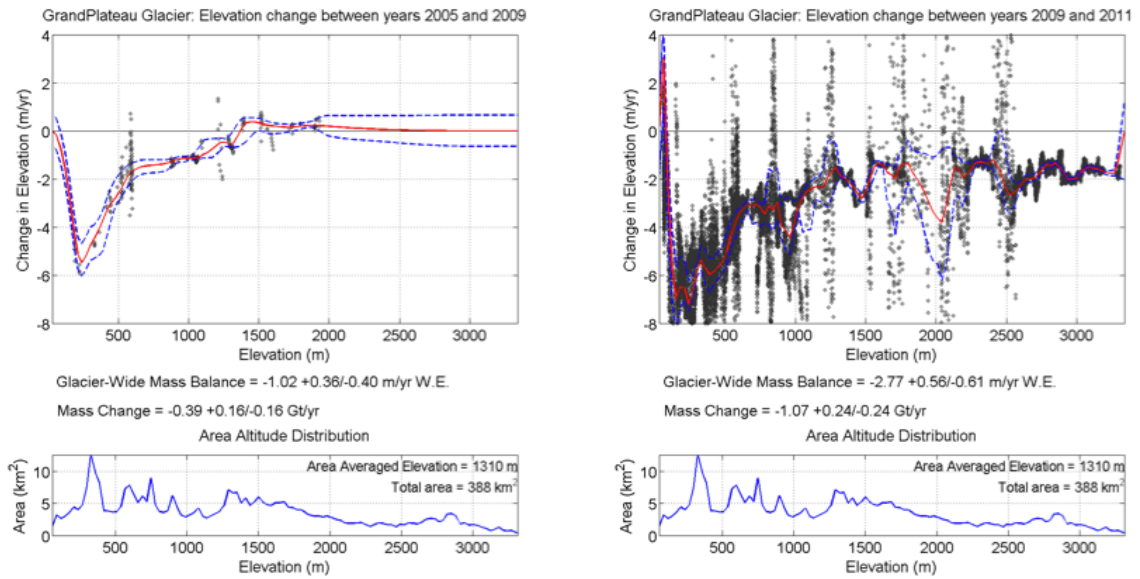 GrandPlateau Glacier: Elevation change between years 2005 and 2009
4
2
0
-2
-4
-6
-8
Change in Elevation (m/yr)
500 1000 1500 2000 2500 3000
Elevation (m)
Glacier-Wide Mass Balance = -1.02 +0.36/-0.40 m/yr W.E.
Mass Change = -0.39 +0.16/-0.16 Gt/yr
Area Altitude Distribution
Area Averaged Elevation = 1310 m
Total area = 388 km²
10
5
0
Area (km²)
500 1000 1500 2000 2500 3000
Elevation (m)
GrandPlateau Glacier: Elevation change between years 2009 and 2011
4
2
0
-2
-4
-6
-8
Change in Elevation (m/yr)
500 1000 1500 2000 2500 3000
Elevation (m)
Glacier-Wide Mass Balance = -2.77 +0.56/-0.61 m/yr W.E.
Mass Change = -1.07 +0.24/-0.24 Gt/yr
Area Altitude Distribution
Area Averaged Elevation = 1310 m
Total area = 388 km²
10
5
0
Area (km²)
500 1000 1500 2000 2500 3000
Elevation (m)